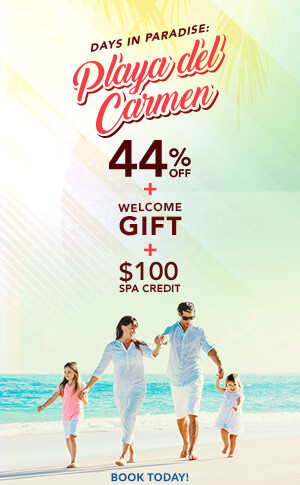 DAYS IN PARADISE:
Playa del
Carmen
44% OFF
+
WELCOME
GIFT
+
$100
SPA CREDIT
BOOK TODAY!